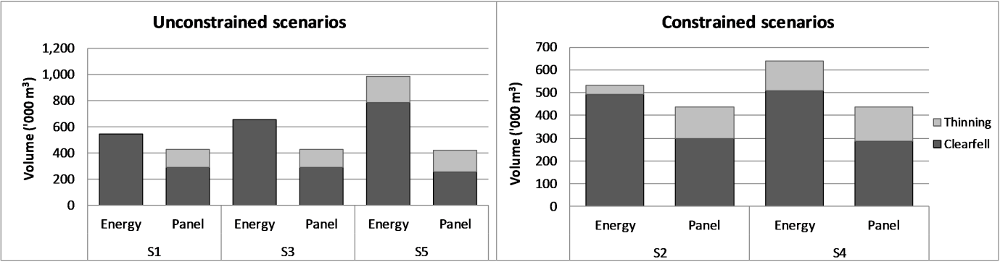 Unconstrained scenarios
Volume ('000 m³)
1,200
1,000
800
600
400
200
0
Energy Panel Energy Panel Energy Panel
S1 S3 S5
Constrained scenarios
Volume ('000 m³)
700
600
500
400
300
200
100
0
Energy Panel Energy Panel
S2 S4
Thinning
Clearfell